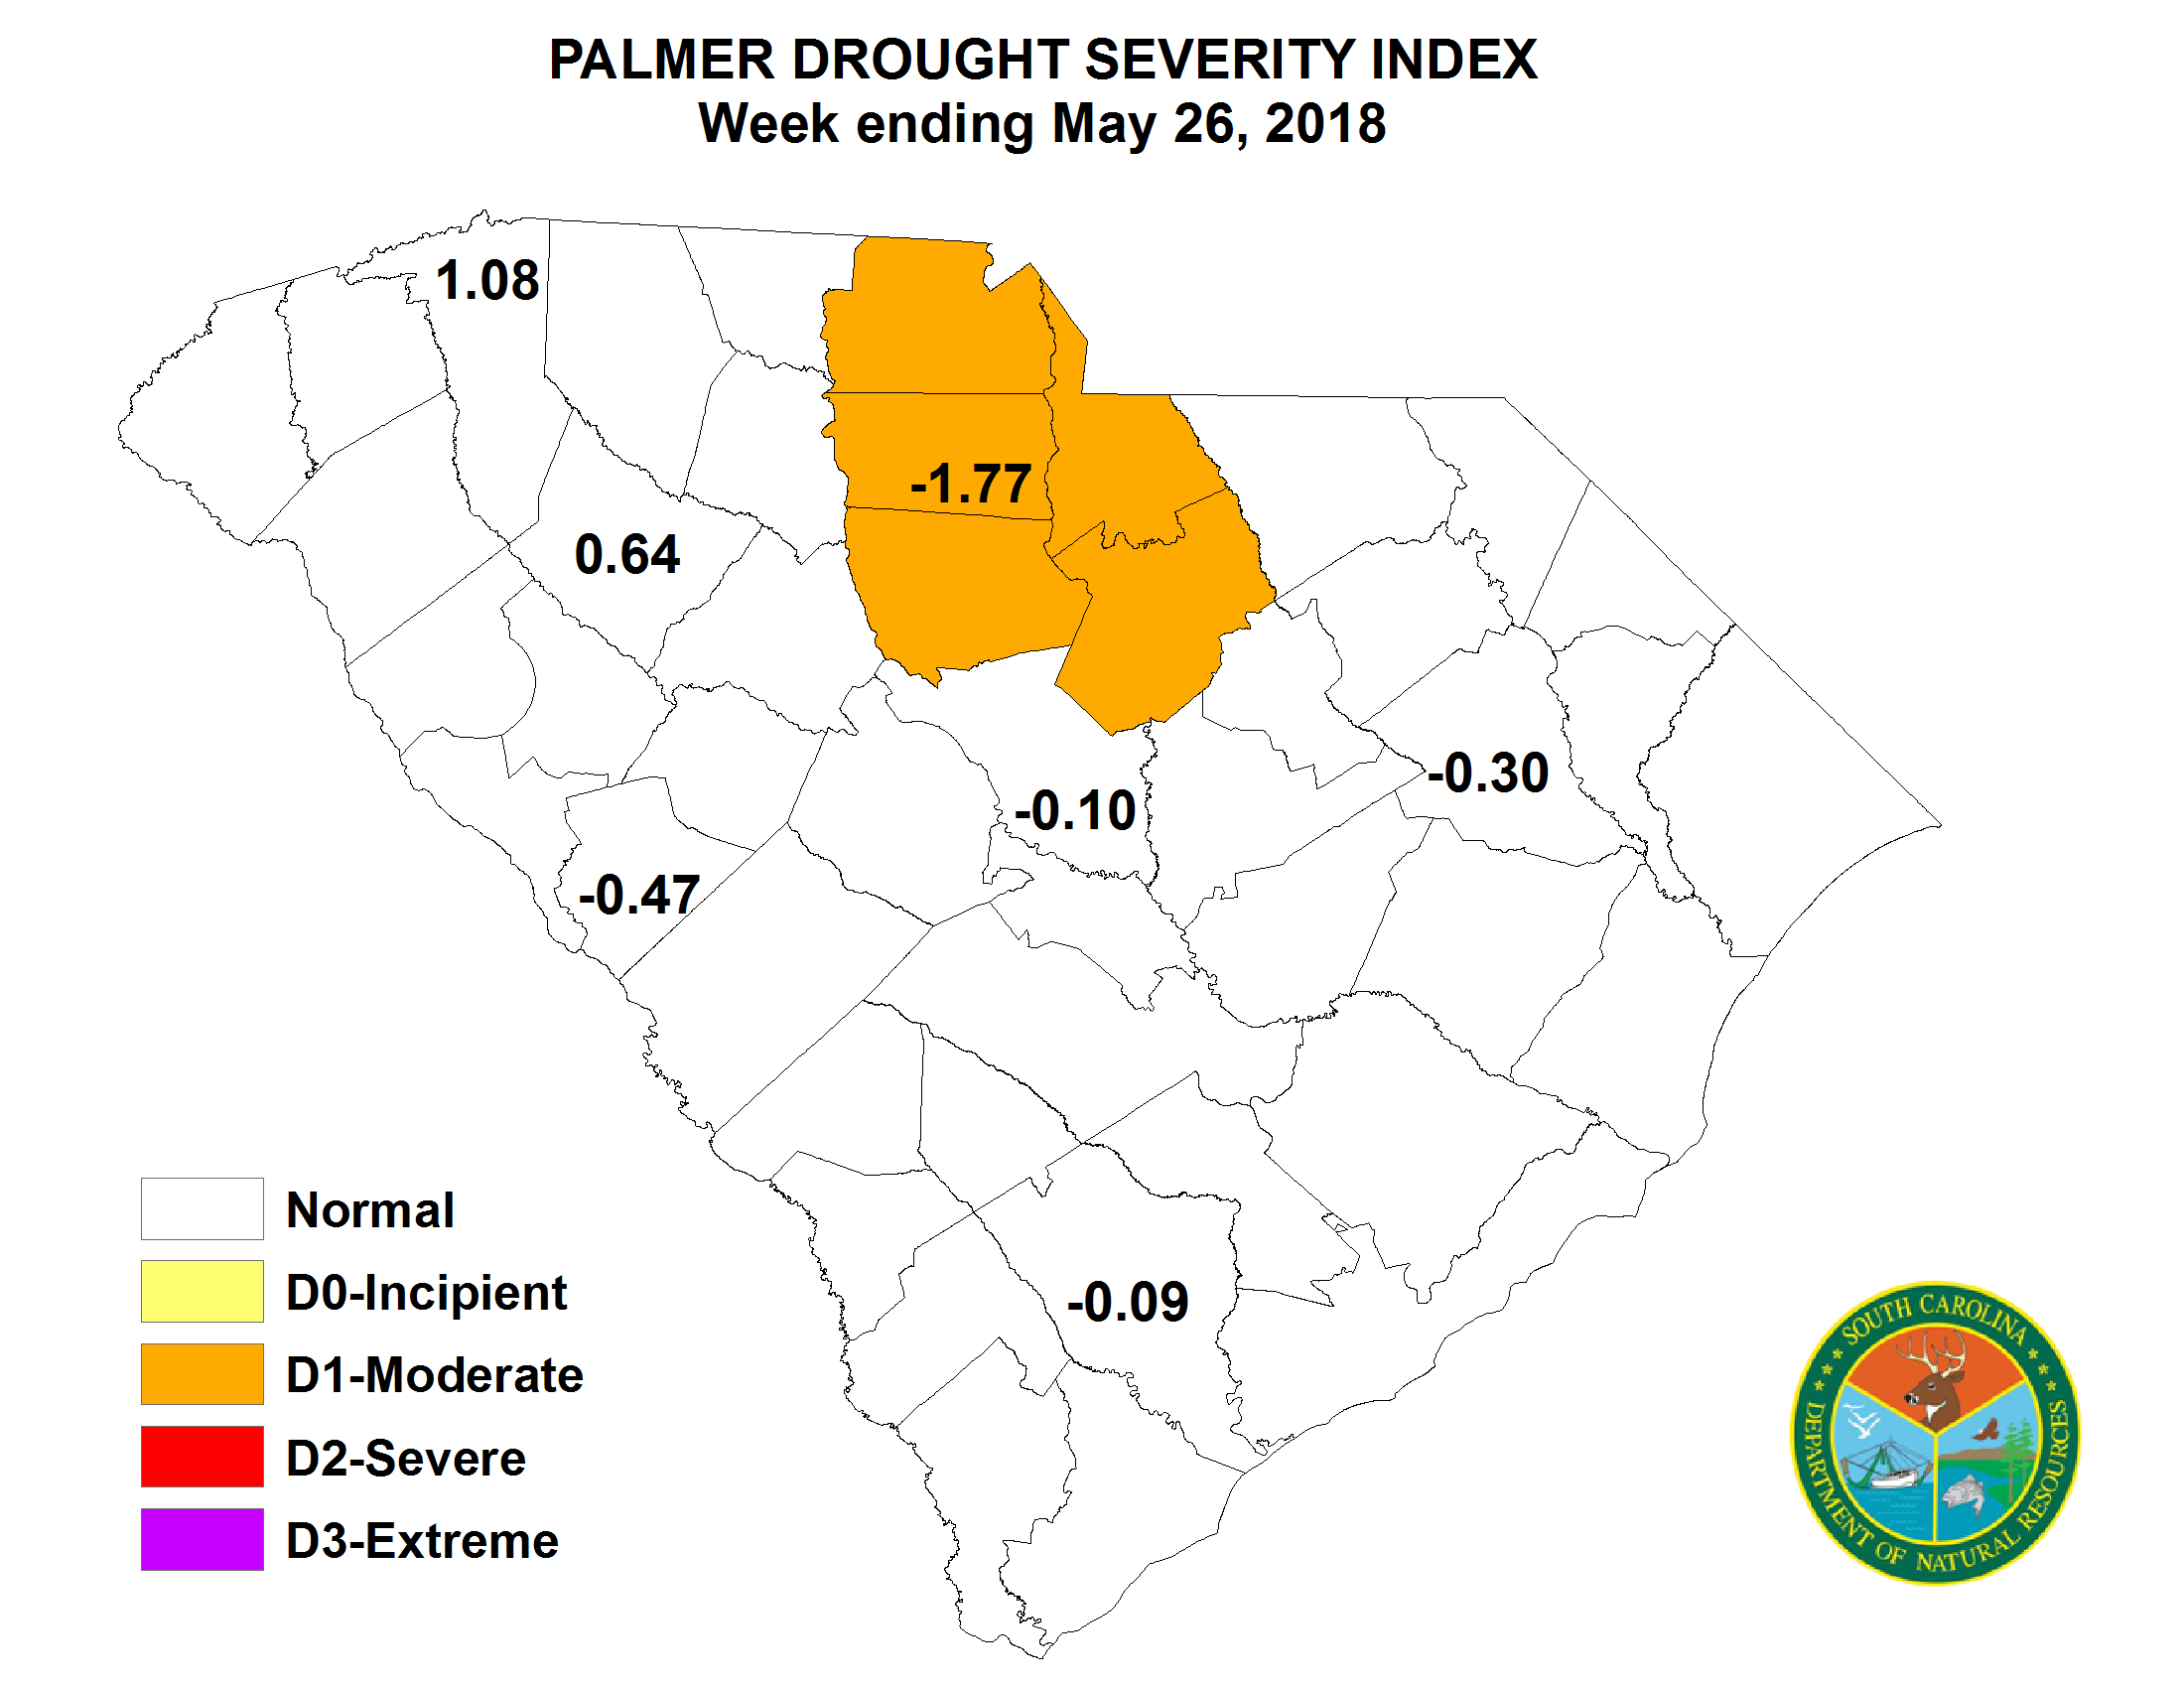 PALMER DROUGHT SEVERITY INDEX
Week ending May 26, 2018
1.08
-1.77
0.64
-0.30
-0.10
-0.47
-0.09
Normal
D0-Incipient
D1-Moderate
D2-Severe
D3-Extreme
SOUTH CAROLINA
DEPARTMENT OF NATURAL RESOURCES